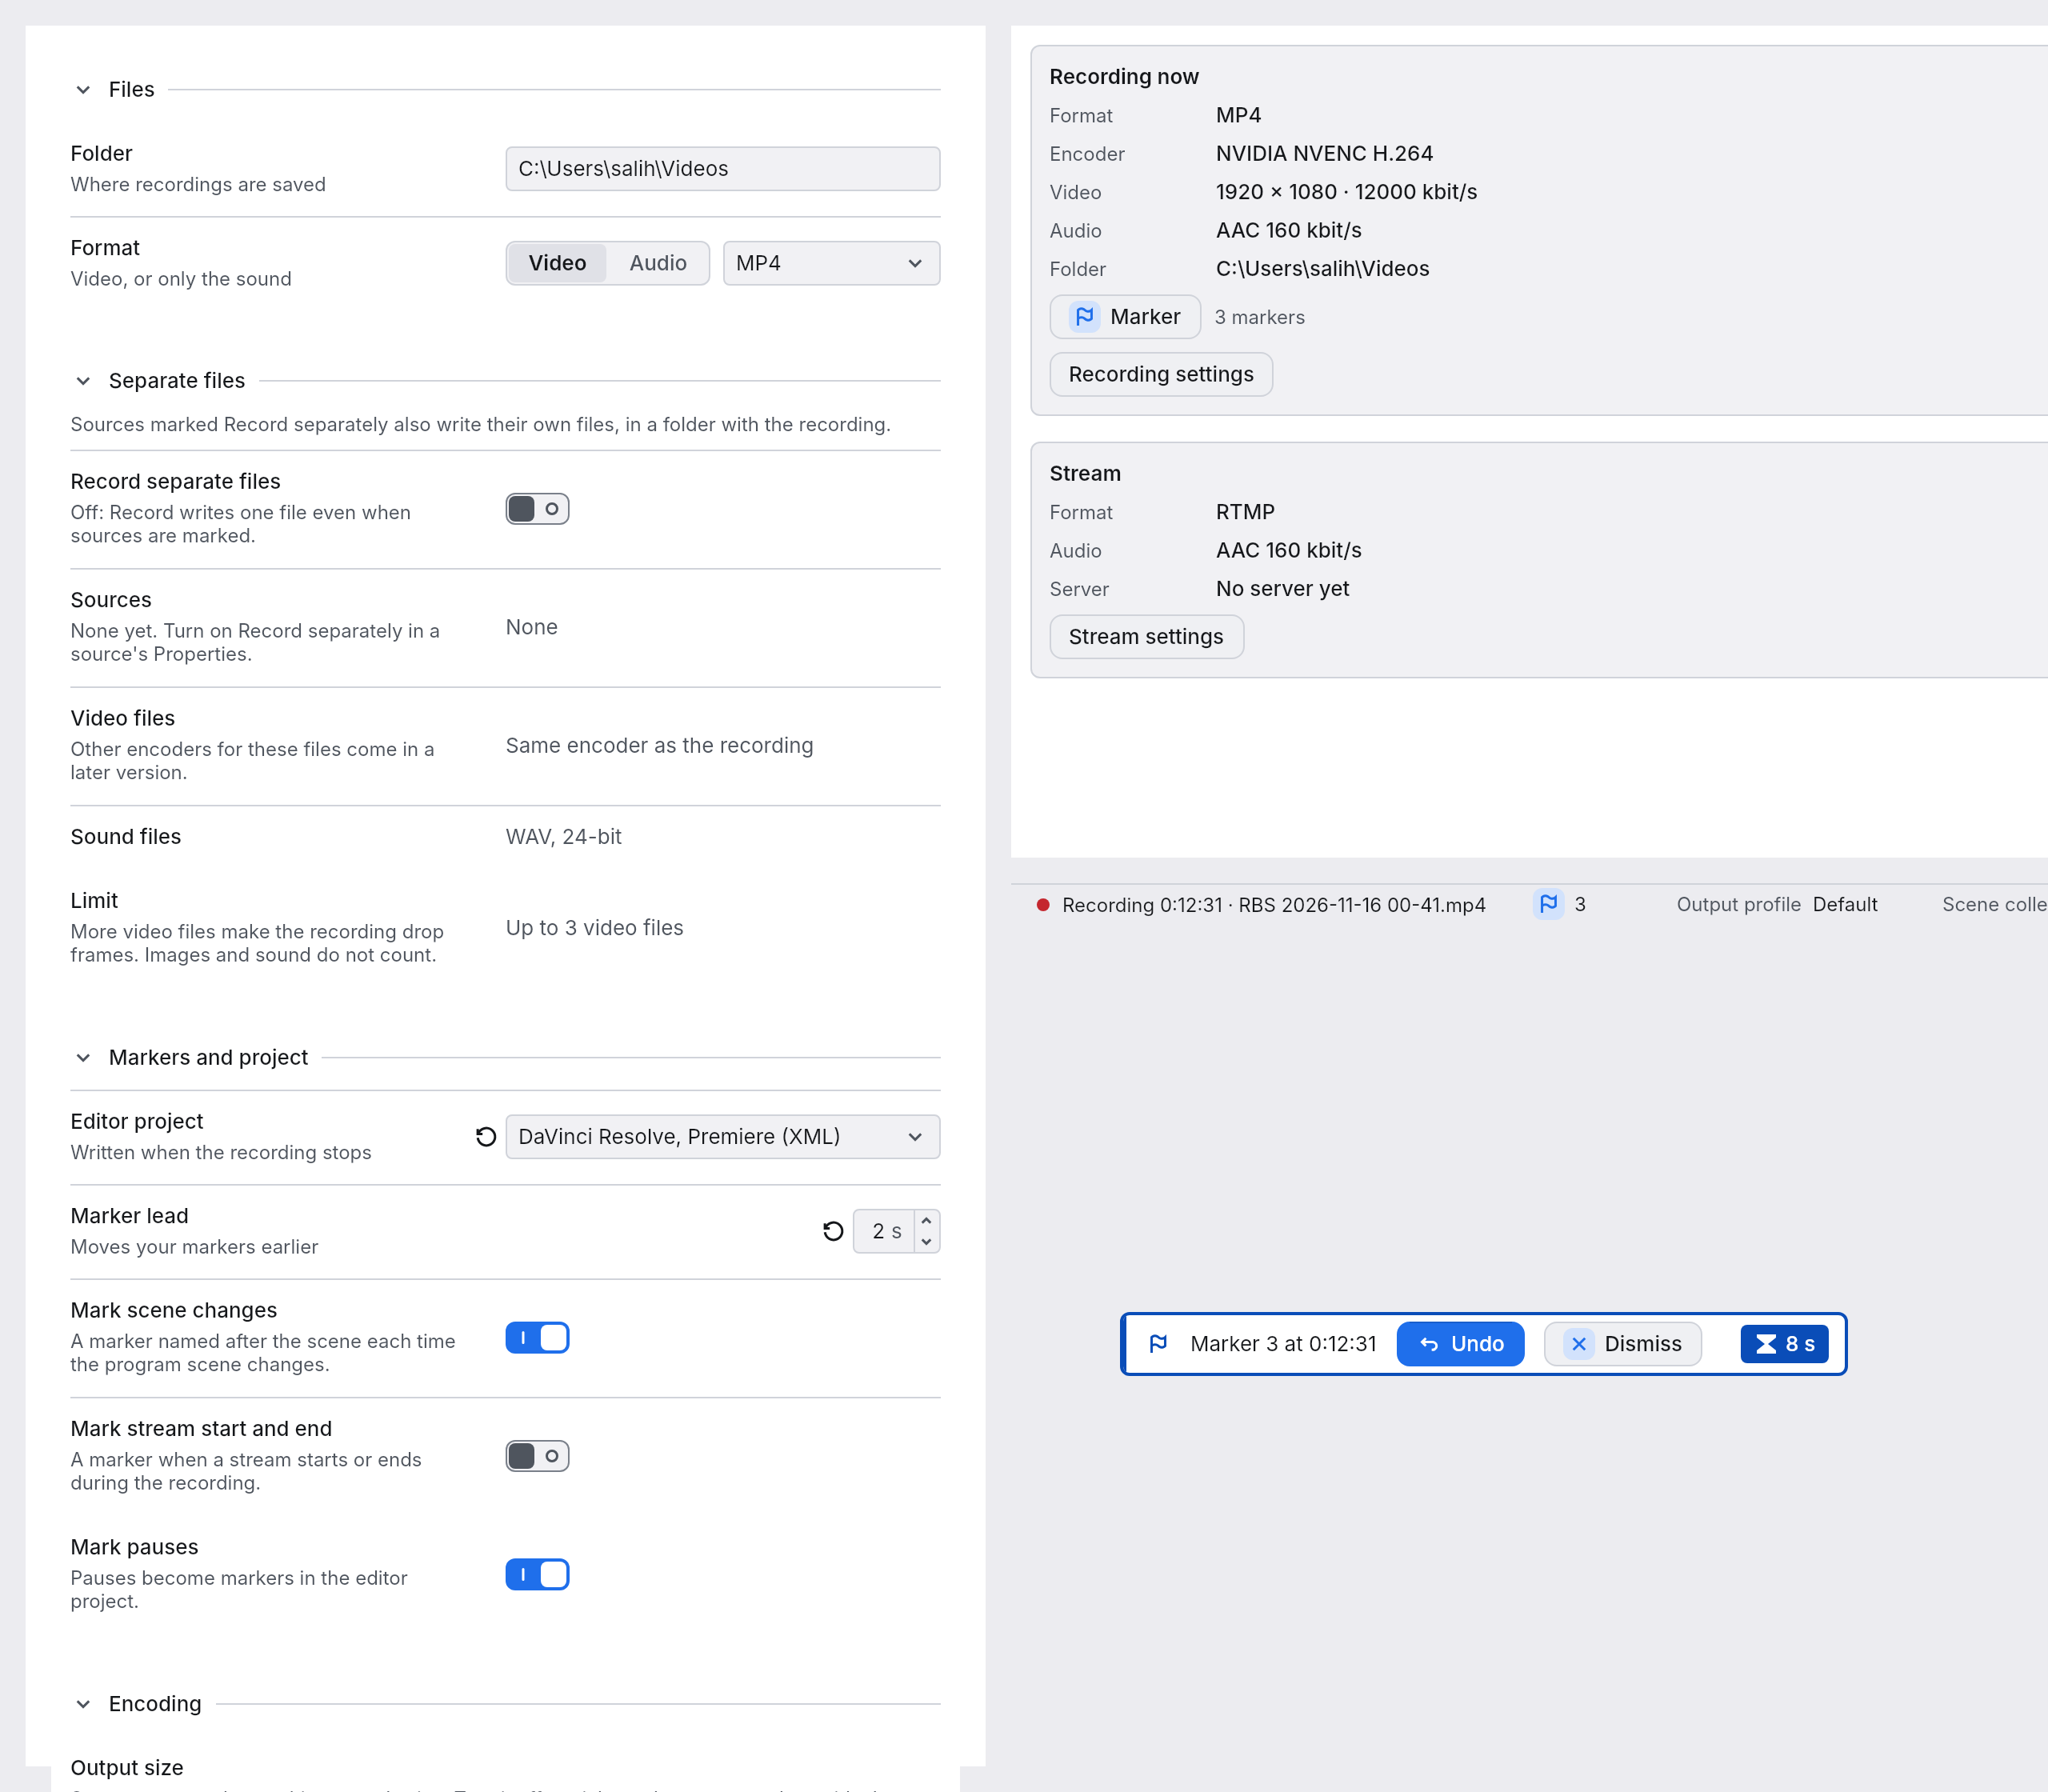 Files
Folder
Where recordings are saved
C:\Users\salih\Videos
Format
Video, or only the sound
Video Audio MP4
Separate files
Sources marked Record separately also write their own files, in a folder with the recording.
Record separate files
Off: Record writes one file even when
sources are marked.
Sources
None yet. Turn on Record separately in a
source's Properties.
None
Video files
Other encoders for these files come in a
later version.
Same encoder as the recording
Sound files
WAV, 24-bit
Limit
More video files make the recording drop
frames. Images and sound do not count.
Up to 3 video files
Markers and project
Editor project
Written when the recording stops
DaVinci Resolve, Premiere (XML)
Marker lead
Moves your markers earlier
2 s
Mark scene changes
A marker named after the scene each time
the program scene changes.
Mark stream start and end
A marker when a stream starts or ends
during the recording.
Mark pauses
Pauses become markers in the editor
project.
Encoding
Output size
Recording now
Format MP4
Encoder NVIDIA NVENC H.264
Video 1920 × 1080 · 12000 kbit/s
Audio AAC 160 kbit/s
Folder C:\Users\salih\Videos
Marker 3 markers
Recording settings
Stream
Format RTMP
Audio AAC 160 kbit/s
Server No server yet
Stream settings
Recording 0:12:31 · RBS 2026-11-16 00-41.mp4 3 Output profile Default Scene colle
Marker 3 at 0:12:31 Undo Dismiss 8 s